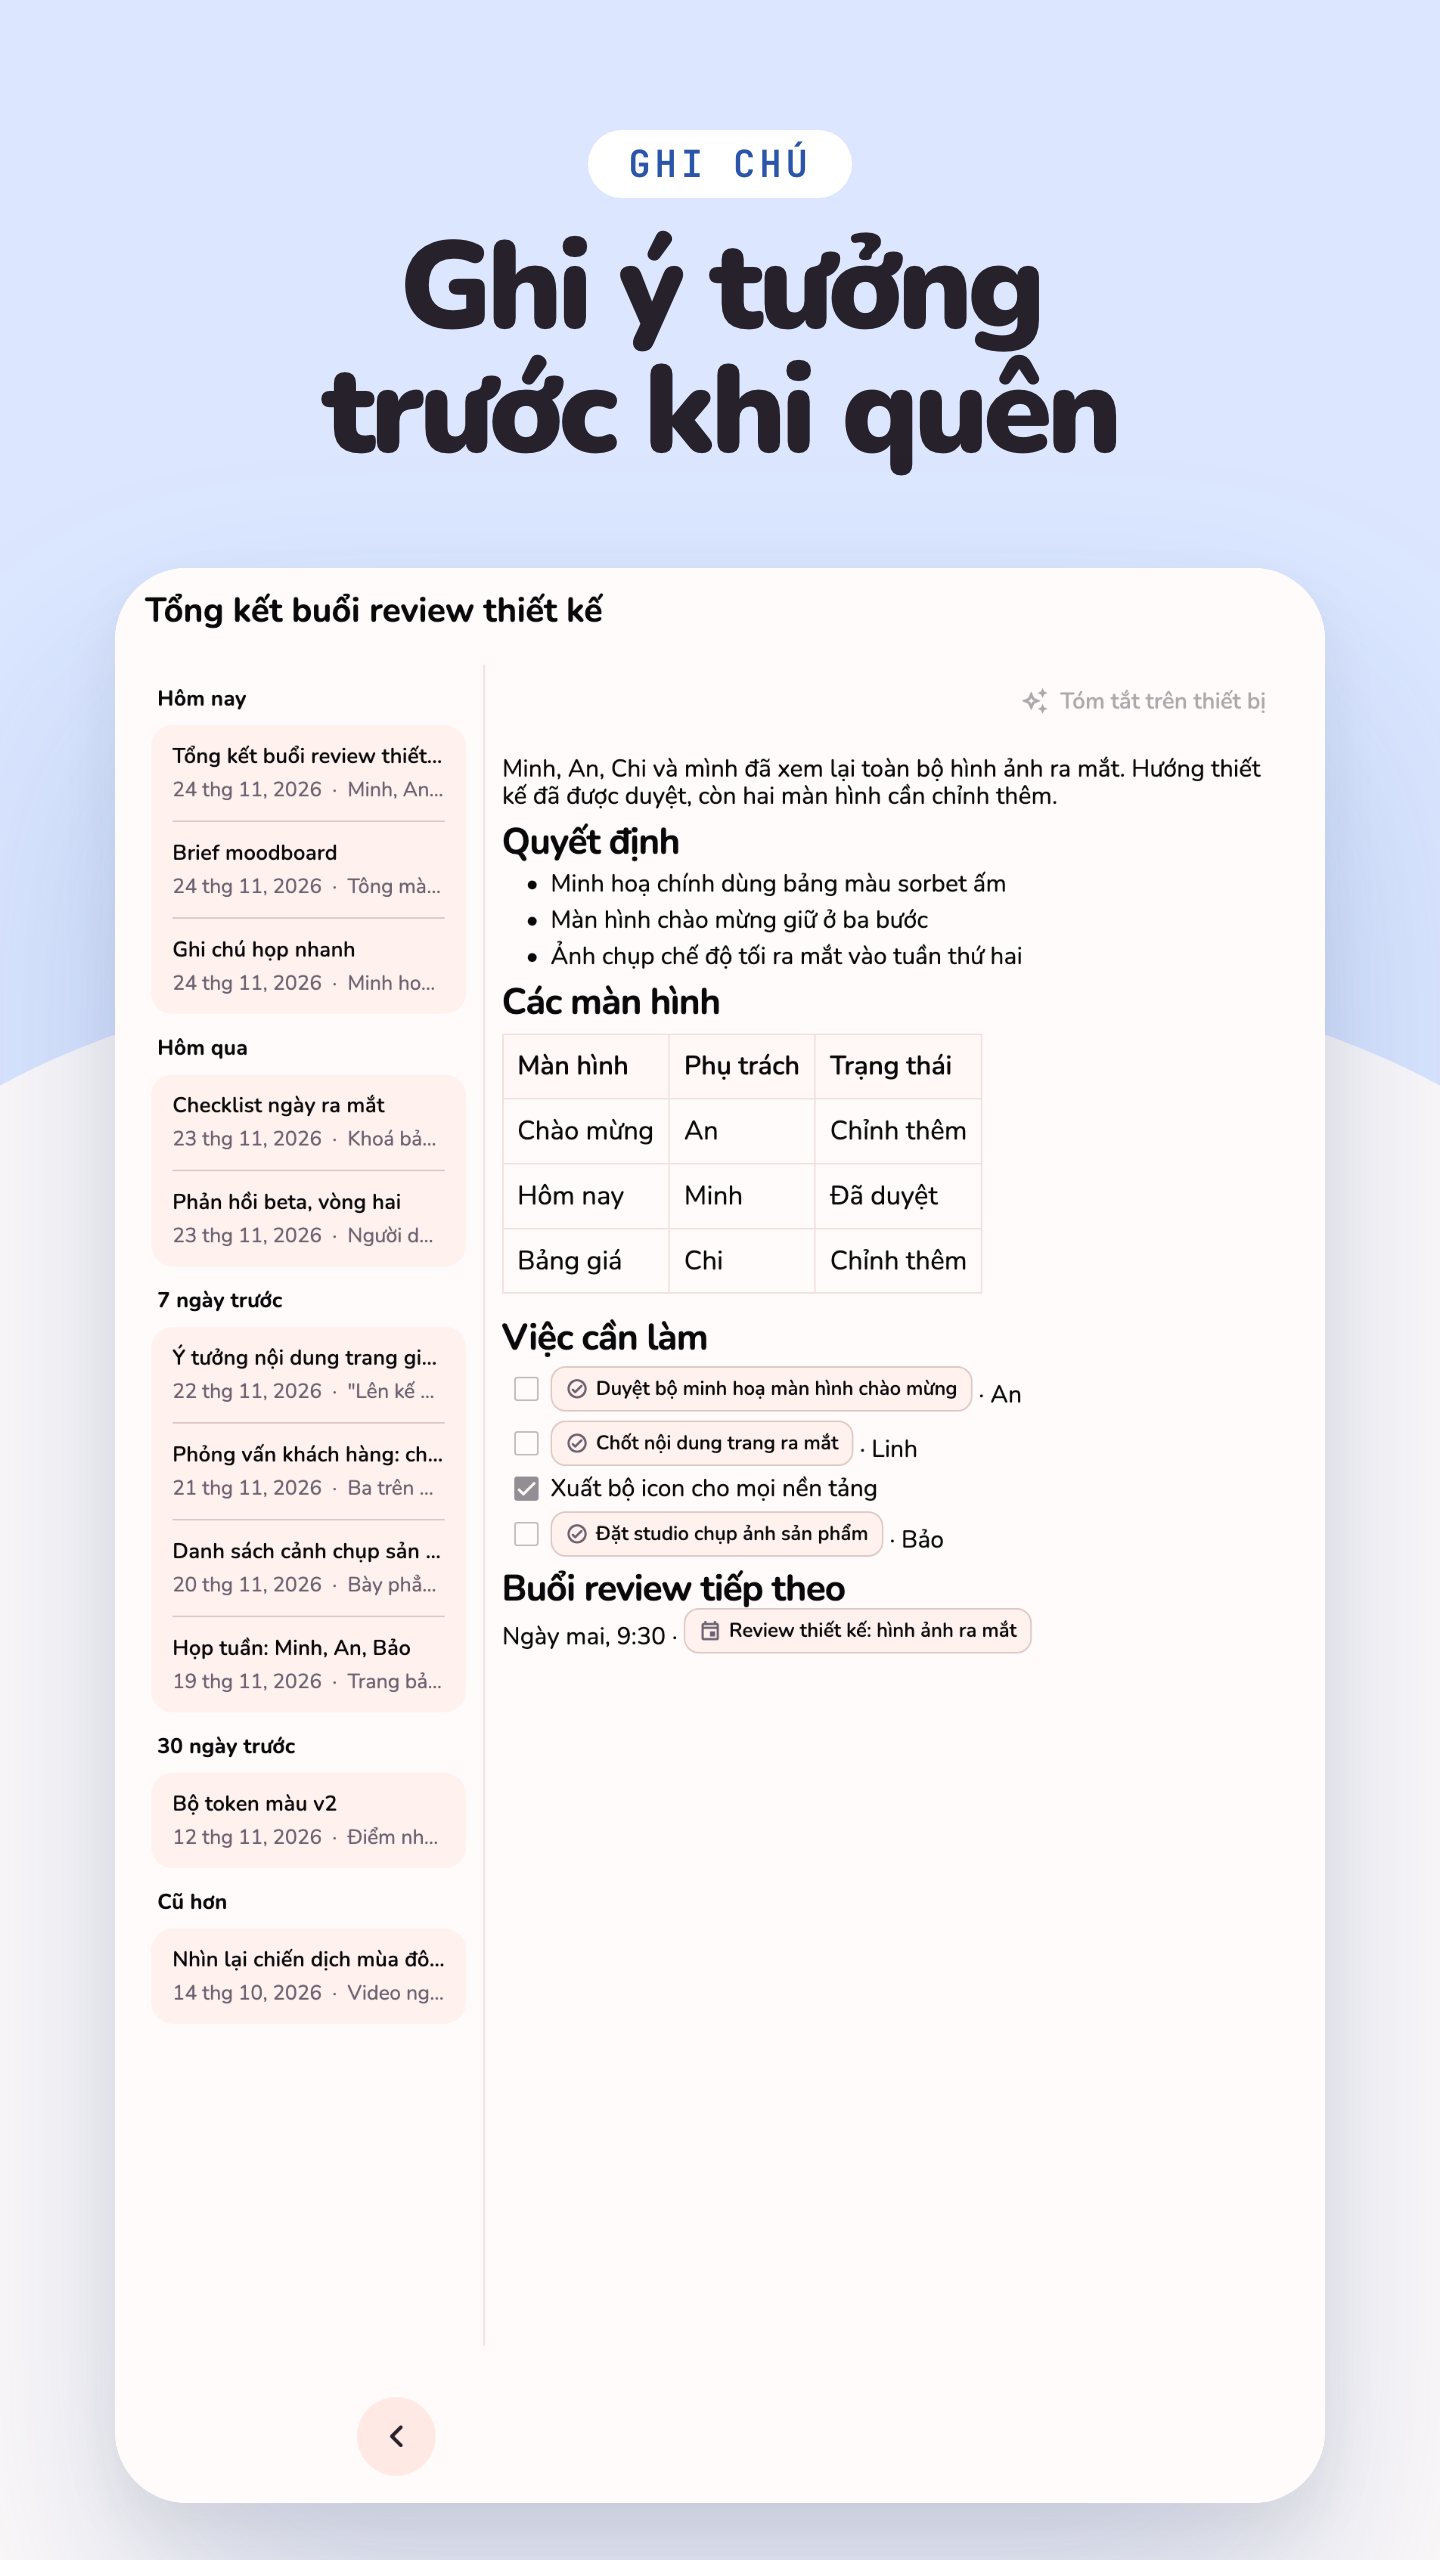 GHI CHÚ
Ghi ý tưởng
trước khi quên
Tổng kết buổi review thiết kế
Hôm nay
Tổng kết buổi review thiết...
24 thg 11, 2026 · Minh, An...
Brief moodboard
24 thg 11, 2026 · Tông mà...
Ghi chú họp nhanh
24 thg 11, 2026 · Minh ho...
Hôm qua
Checklist ngày ra mắt
23 thg 11, 2026 · Khoá bả...
Phản hồi beta, vòng hai
23 thg 11, 2026 · Người d...
7 ngày trước
Ý tưởng nội dung trang gi...
22 thg 11, 2026 · "Lên kế ...
Phỏng vấn khách hàng: ch...
21 thg 11, 2026 · Ba trên ...
Danh sách cảnh chụp sản ...
20 thg 11, 2026 · Bày phẳ...
Họp tuần: Minh, An, Bảo
19 thg 11, 2026 · Trang bả...
30 ngày trước
Bộ token màu v2
12 thg 11, 2026 · Điểm nh...
Cũ hơn
Nhìn lại chiến dịch mùa đô...
14 thg 10, 2026 · Video ng...
Tóm tắt trên thiết bị
Minh, An, Chi và mình đã xem lại toàn bộ hình ảnh ra mắt. Hướng thiết
kế đã được duyệt, còn hai màn hình cần chỉnh thêm.
Quyết định
• Minh hoạ chính dùng bảng màu sorbet ấm
• Màn hình chào mừng giữ ở ba bước
• Ảnh chụp chế độ tối ra mắt vào tuần thứ hai
Các màn hình
Màn hình Phụ trách Trạng thái
Chào mừng An Chỉnh thêm
Hôm nay Minh Đã duyệt
Bảng giá Chi Chỉnh thêm
Việc cần làm
Duyệt bộ minh hoạ màn hình chào mừng · An
Chốt nội dung trang ra mắt · Linh
Xuất bộ icon cho mọi nền tảng
Đặt studio chụp ảnh sản phẩm · Bảo
Buổi review tiếp theo
Ngày mai, 9:30 · Review thiết kế: hình ảnh ra mắt